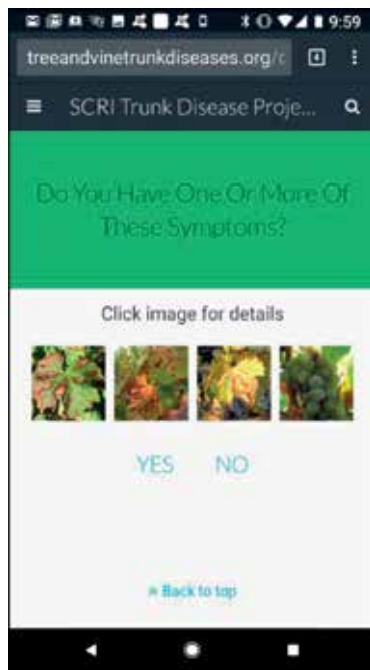 9:59
treeandvinetrunkdiseases.org/
SCRI Trunk Disease Proje...
Do You Have One Or More Of
These Symptoms?
Click image for details
YES NO
Back to top